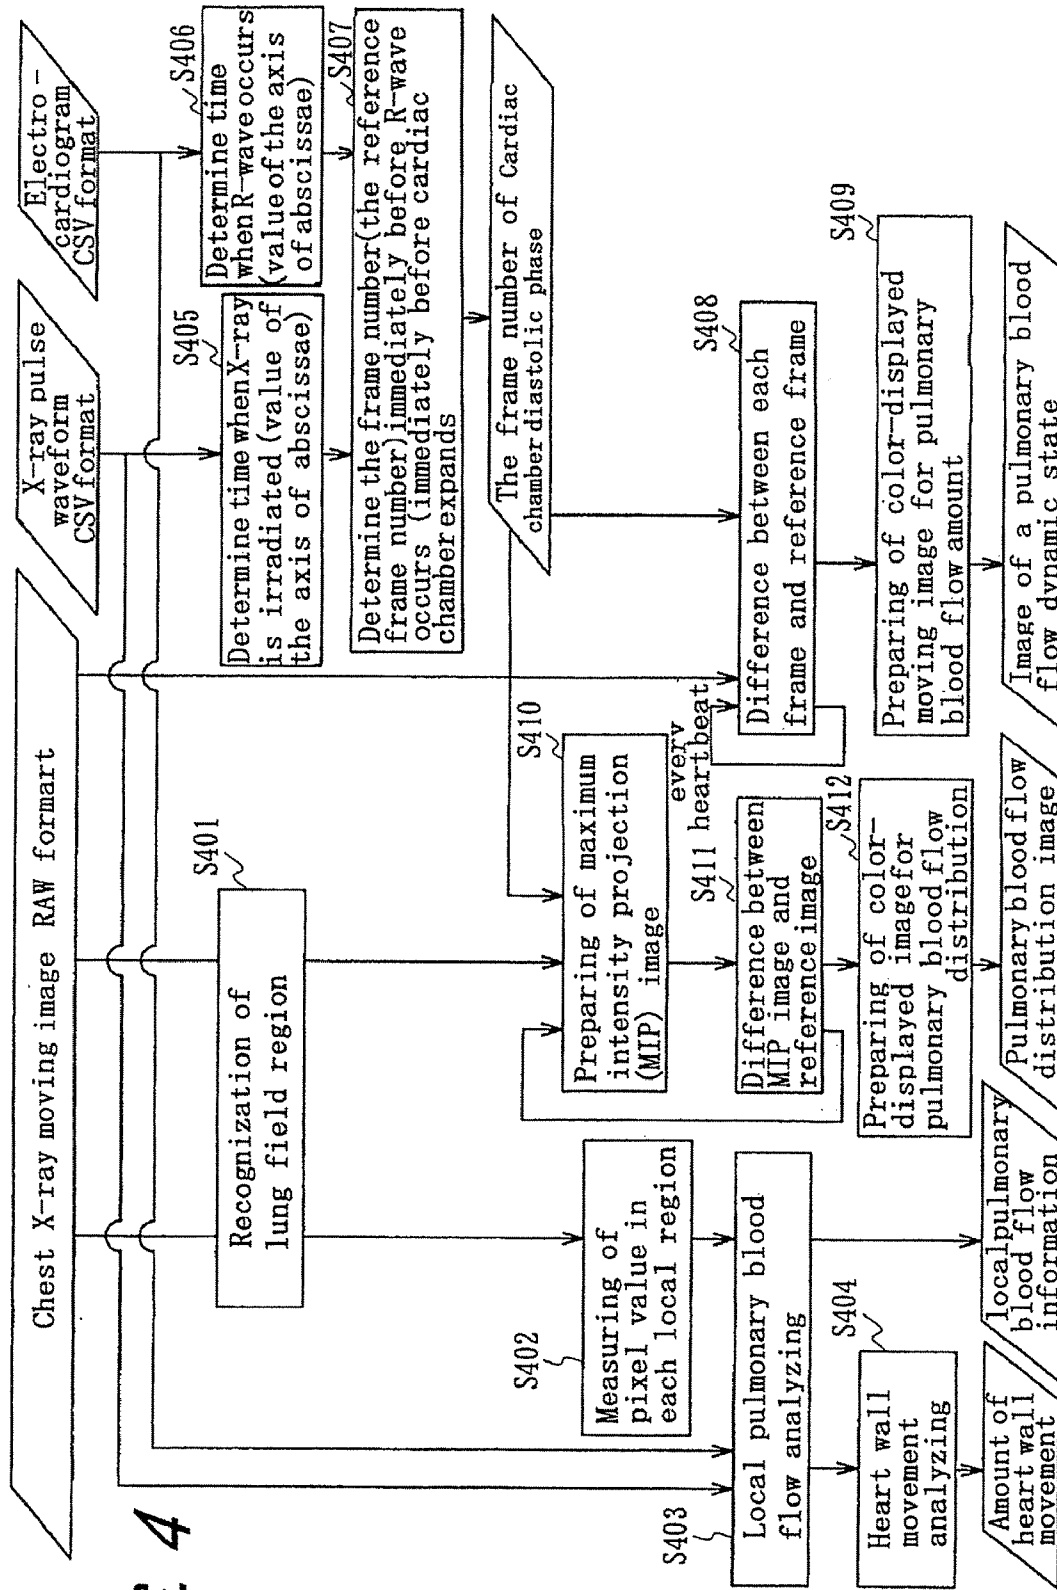 Chest X-ray moving image RAW formart
X-ray pulse
waveform
CSV format
Electro-
cardiogram
CSV format
S401
Recognization of
lung field region
S405
Determine time when X-ray
is irradiated (value of
the axis of abscissae)
S406
Determine time
when R-wave occurs
(value of the axis
of abscissae)
S407
Determine the frame number (the reference
frame number) immediately before R-wave
occurs (immediately before cardiac
chamber expands
The frame number of Cardiac
chamber diastolic phase
S402
Measuring of
pixel value in
each local region
S410
Preparing of maximum
intensity projection
(MIP) image
every
heartbeat
S408
Difference between each
frame and reference frame
S403
Local pulmonary blood
flow analyzing
S411
Difference between
MIP image and
reference image
S404
Heart wall
movement
analyzing
S412
Preparing of color-
displayed image for
pulmonary blood flow
distribution
S409
Preparing of color-displayed
moving image for pulmonary
blood flow amount
Amount of
heart wall
movement
local pulmonary
blood flow
information
Pulmonary blood flow
distribution image
Image of a pulmonary blood
flow dynamic state
4